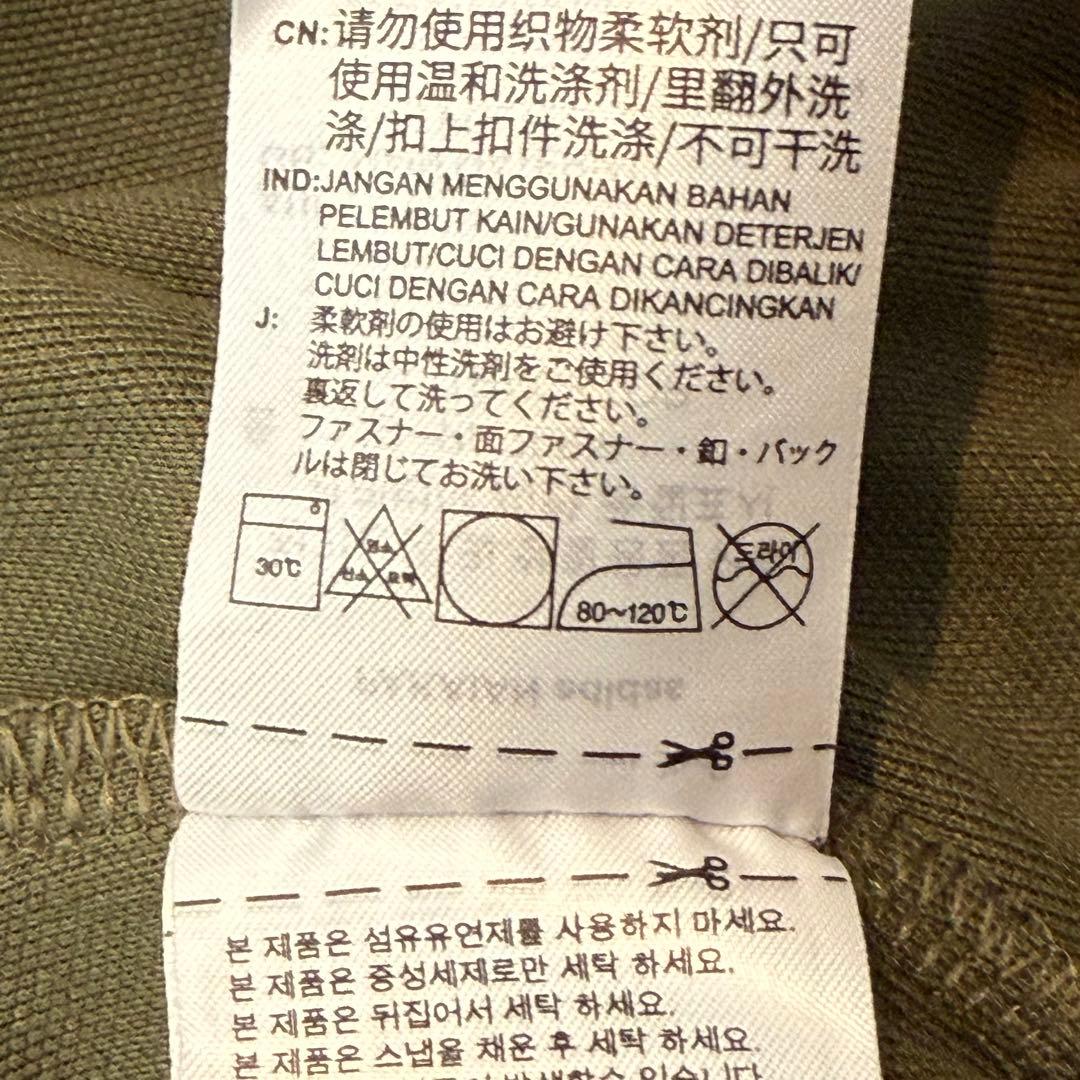 CN:请勿使用织物柔软剂/只可
使用温和洗涤剂/里翻外洗
涤/扣上扣件洗涤/不可干洗
IND:JANGAN MENGGUNAKAN BAHAN
PELEMBUT KAIN/GUNAKAN DETERJEN
LEMBUT/CUCI DENGAN CARA DIBALIK/
CUCI DENGAN CARA DIKANCINGKAN
J: 柔軟剤の使用はお避け下さい。
洗剤は中性洗剤をご使用ください。
裏返して洗ってください。
ファスナー・面ファスナー・釦・バック
ルは閉じてお洗い下さい。
30℃
80~120℃
드라이
본 제품은 섬유유연제를 사용하지 마세요.
본 제품은 중성세제로만 세탁 하세요.
본 제품은 뒤집어서 세탁 하세요.
본 제품은 스냅을 채운 후 세탁 하세요.